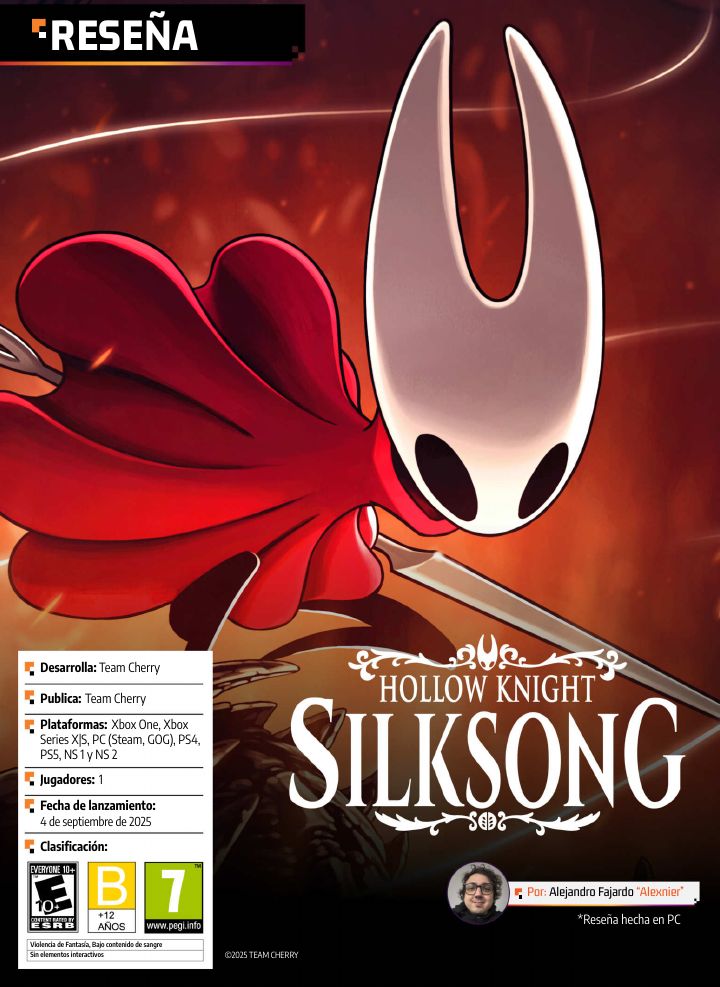 RESEÑA
HOLLOW KNIGHT
SILKSONG
Desarrolla: Team Cherry
Publica: Team Cherry
Plataformas: Xbox One, Xbox
Series X|S, PC (Steam, GOG), PS4,
PS5, NS 1 y NS 2
Jugadores: 1
Fecha de lanzamiento:
4 de septiembre de 2025
Clasificación:
EVERYONE 10+
E
10+
CONTENT RATED BY
ESRB
B
+12
AÑOS
7
TM
www.pegi.info
Violencia de Fantasía, Bajo contenido de sangre
Sin elementos interactivos
©2025 TEAM CHERRY
Por: Alejandro Fajardo "Alexnier"
*Reseña hecha en PC